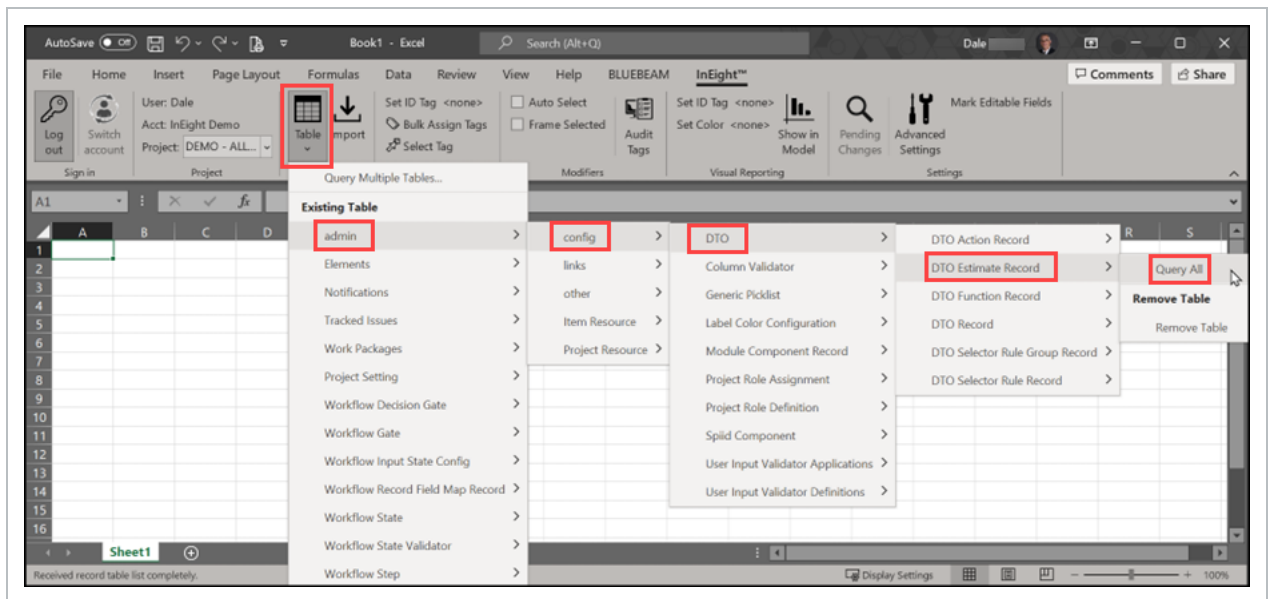 AutoSave Off Book1 - Excel Search (Alt+Q) Dale
File Home Insert Page Layout Formulas Data Review View Help BLUEBEAM InEight™ Comments Share
Log out
Switch account
User: Dale
Acct: InEight Demo
Project: DEMO - ALL...
Table
Import
Set ID Tag <none>
Bulk Assign Tags
Select Tag
Auto Select
Frame Selected
Audit Tags
Set ID Tag <none>
Set Color <none>
Show in Model
Pending Changes
Advanced Settings
Mark Editable Fields
Sign in Project Modifiers Visual Reporting Settings
A1 fx
A B C D R S
1
2
3
4
5
6
7
8
9
10
11
12
13
14
15
16
Query Multiple Tables...
Existing Table
admin
Elements
Notifications
Tracked Issues
Work Packages
Project Setting
Workflow Decision Gate
Workflow Gate
Workflow Input State Config
Workflow Record Field Map Record
Workflow State
Workflow State Validator
Workflow Step
config
links
other
Item Resource
Project Resource
DTO
Column Validator
Generic Picklist
Label Color Configuration
Module Component Record
Project Role Assignment
Project Role Definition
Spiid Component
User Input Validator Applications
User Input Validator Definitions
DTO Action Record
DTO Estimate Record
DTO Function Record
DTO Record
DTO Selector Rule Group Record
DTO Selector Rule Record
Query All
Remove Table
Remove Table
Sheet1
Received record table list completely. Display Settings 100%